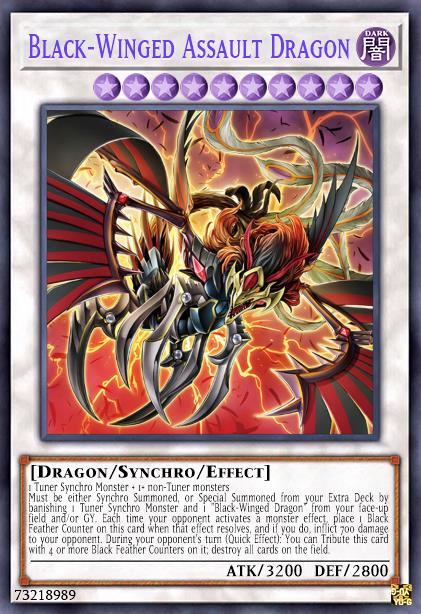 Black-Winged Assault Dragon
DARK
闇
[Dragon/Synchro/Effect]
1 Tuner Synchro Monster + 1+ non-Tuner monsters
Must be either Synchro Summoned, or Special Summoned from your Extra Deck by
banishing 1 Tuner Synchro Monster and 1 "Black-Winged Dragon" from your face-up
field and/or GY. Each time your opponent activates a monster effect, place 1 Black
Feather Counter on this card when that effect resolves, and if you do, inflict 700 damage
to your opponent. During your opponent's turn (Quick Effect): You can Tribute this card
with 4 or more Black Feather Counters on it; destroy all cards on the field.
ATK/3200 DEF/2800
73218989